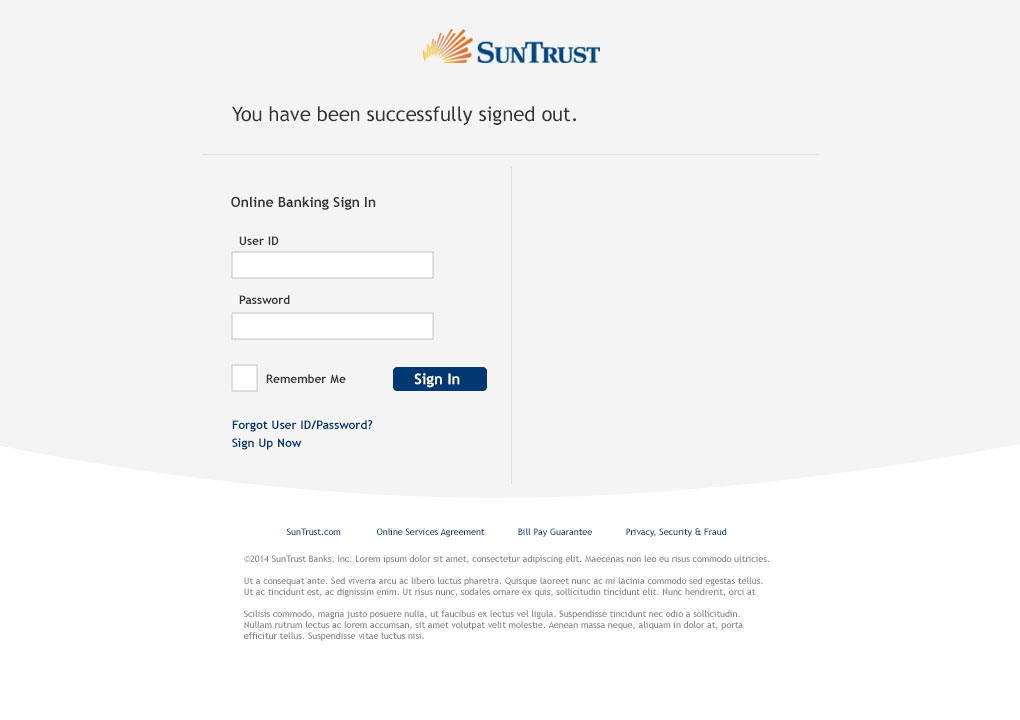 SUNTRUST
You have been successfully signed out.
Online Banking Sign In
User ID
Password
Remember Me
Sign In
Forgot User ID/Password?
Sign Up Now
SunTrust.com Online Services Agreement Bill Pay Guarantee Privacy, Security & Fraud
©2014 SunTrust Banks, Inc. Lorem ipsum dolor sit amet, consectetur adipiscing elit. Maecenas non leo eu risus commodo ultricies.
Ut a consequat ante. Sed viverra arcu ac libero luctus pharetra. Quisque laoreet nunc ac mi lacinia commodo sed egestas tellus.
Ut ac tincidunt est, ac dignissim enim. Ut risus nunc, sodales ornare ex quis, sollicitudin tincidunt elit. Nunc hendrerit, orci at
Scilisis commodo, magna justo posuere nulla, ut faucibus ex lectus vel ligula. Suspendisse tincidunt nec odio a sollicitudin.
Nullam rutrum lectus ac lorem accumsan, sit amet volutpat velit molestie. Aenean massa neque, aliquam in dolor at, porta
efficitur tellus. Suspendisse vitae luctus nisi.